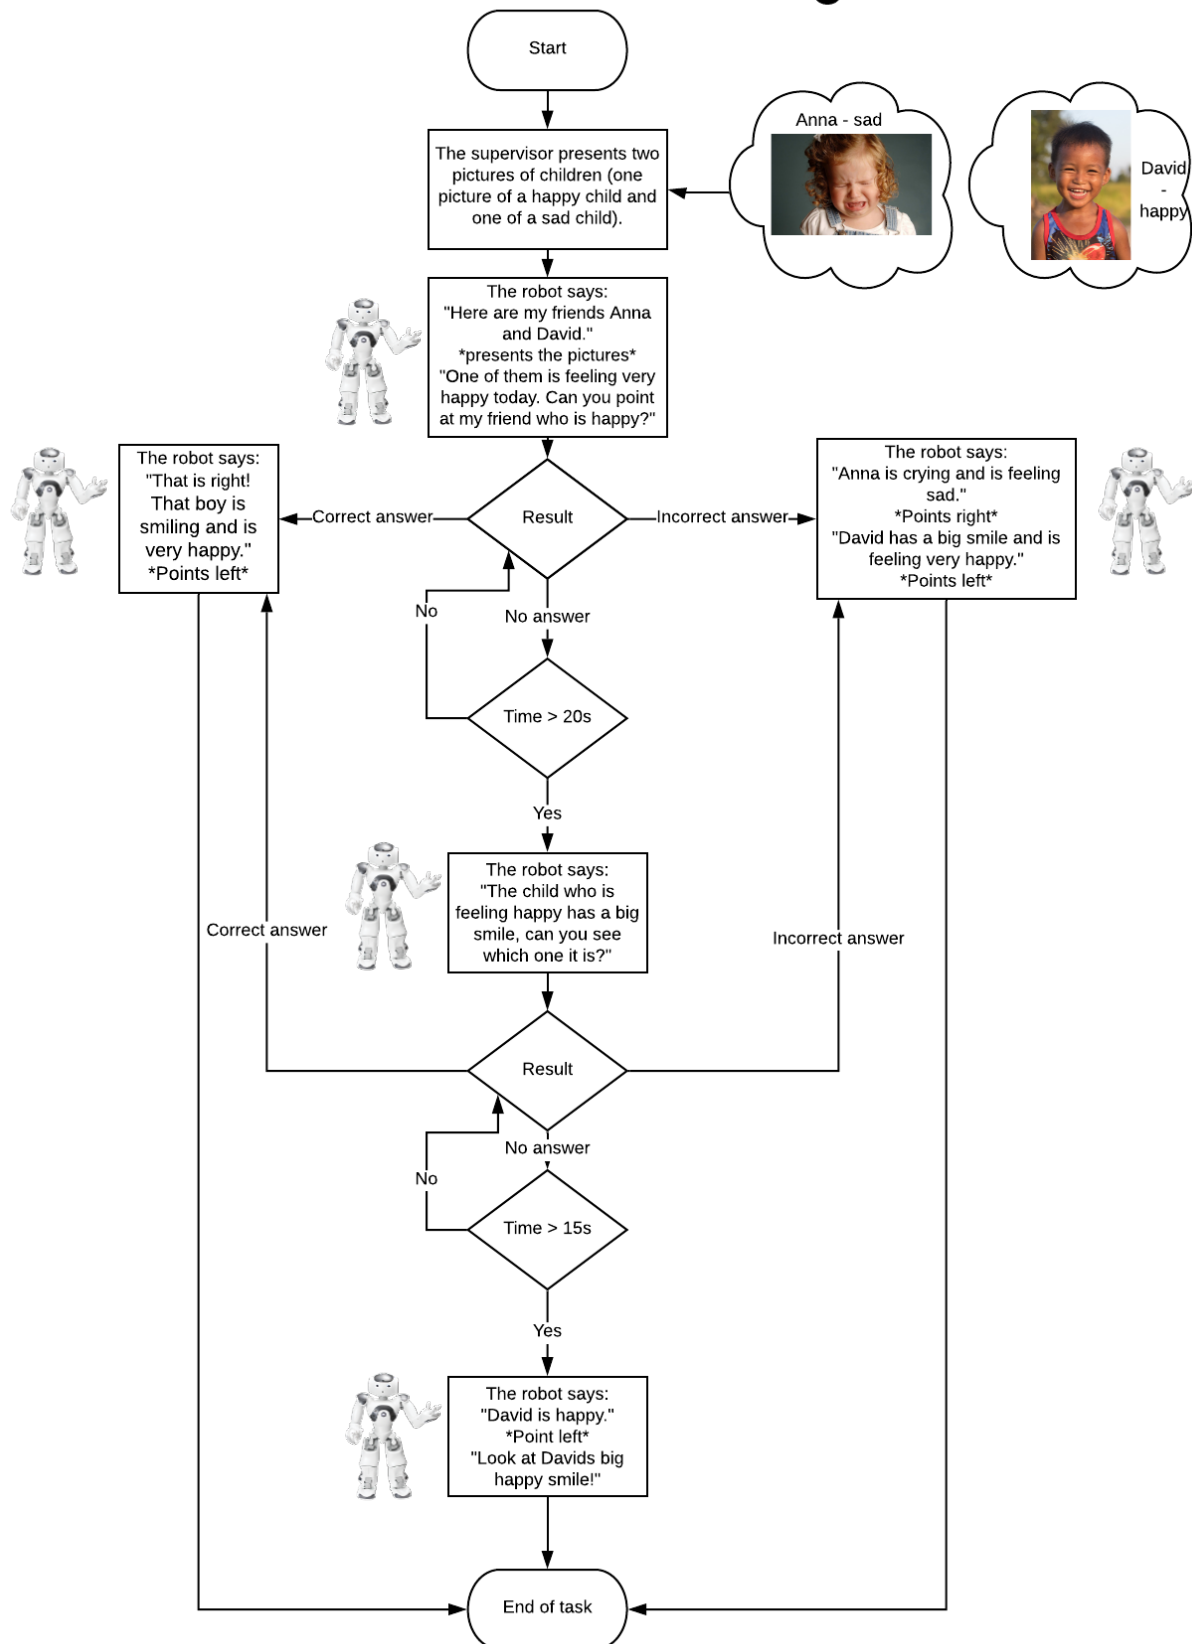 Start
The supervisor presents two
pictures of children (one
picture of a happy child and
one of a sad child).
Anna - sad
David
-
happy
The robot says:
"Here are my friends Anna
and David."
*presents the pictures*
"One of them is feeling very
happy today. Can you point
at my friend who is happy?"
The robot says:
"That is right!
That boy is
smiling and is
very happy."
*Points left*
Correct answer
Result
Incorrect answer
The robot says:
"Anna is crying and is feeling
sad."
*Points right*
"David has a big smile and is
feeling very happy."
*Points left*
No
No answer
Time > 20s
Yes
The robot says:
"The child who is
feeling happy has a big
smile, can you see
which one it is?"
Correct answer
Incorrect answer
Result
No answer
No
Time > 15s
Yes
The robot says:
"David is happy."
*Point left*
"Look at Davids big
happy smile!"
End of task